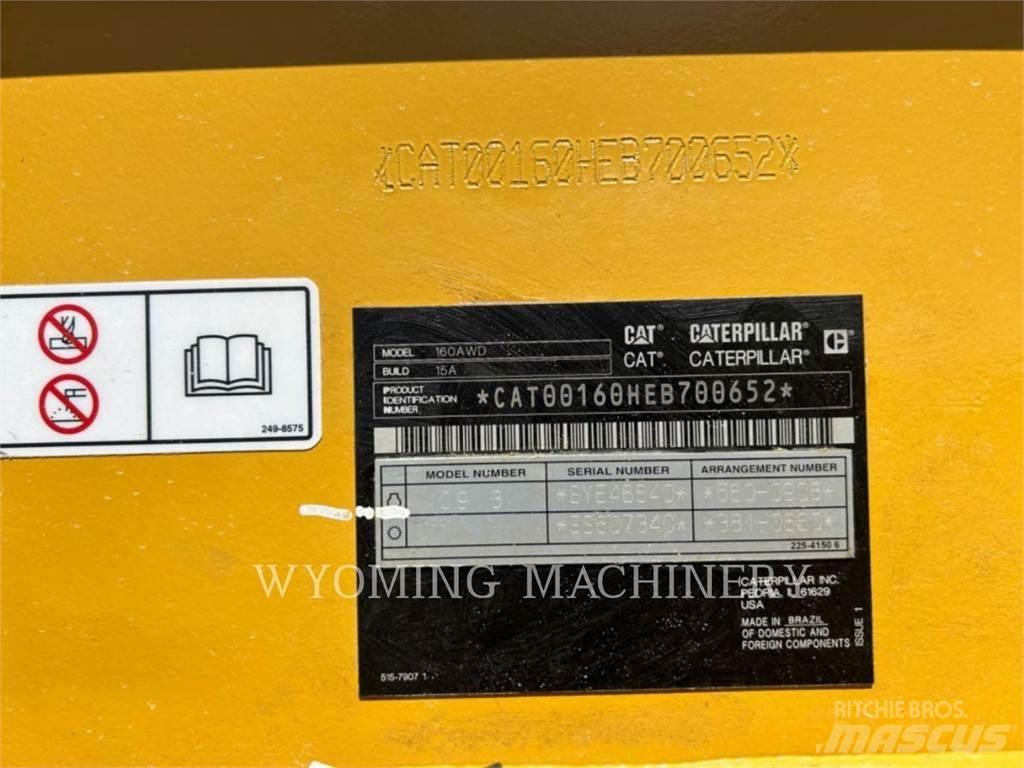 *CAT00160HEB700652*
249-8575
CAT CATERPILLAR
CAT® CATERPILLAR®
MODEL 160AWD
BUILD 15A
PRODUCT IDENTIFICATION NUMBER *CAT00160HEB700652*
MODEL NUMBER SERIAL NUMBER ARRANGEMENT NUMBER
225-4150 6
WYOMING MACHINERY
CATERPILLAR INC.
PEORIA, IL 61629
USA
MADE IN BRAZIL
OF DOMESTIC AND
FOREIGN COMPONENTS
ISSUE 1
515-7907 1
RITCHIE BROS.
MASCUS